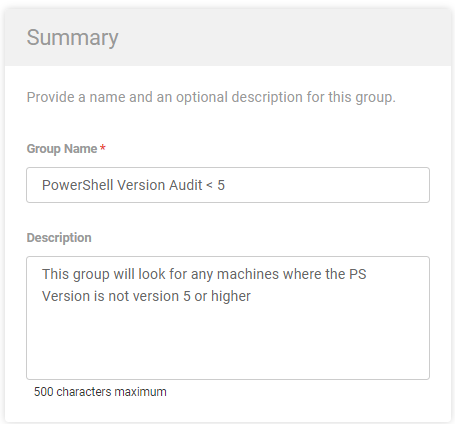 Summary
Provide a name and an optional description for this group.
Group Name *
PowerShell Version Audit < 5
Description
This group will look for any machines where the PS
Version is not version 5 or higher
500 characters maximum